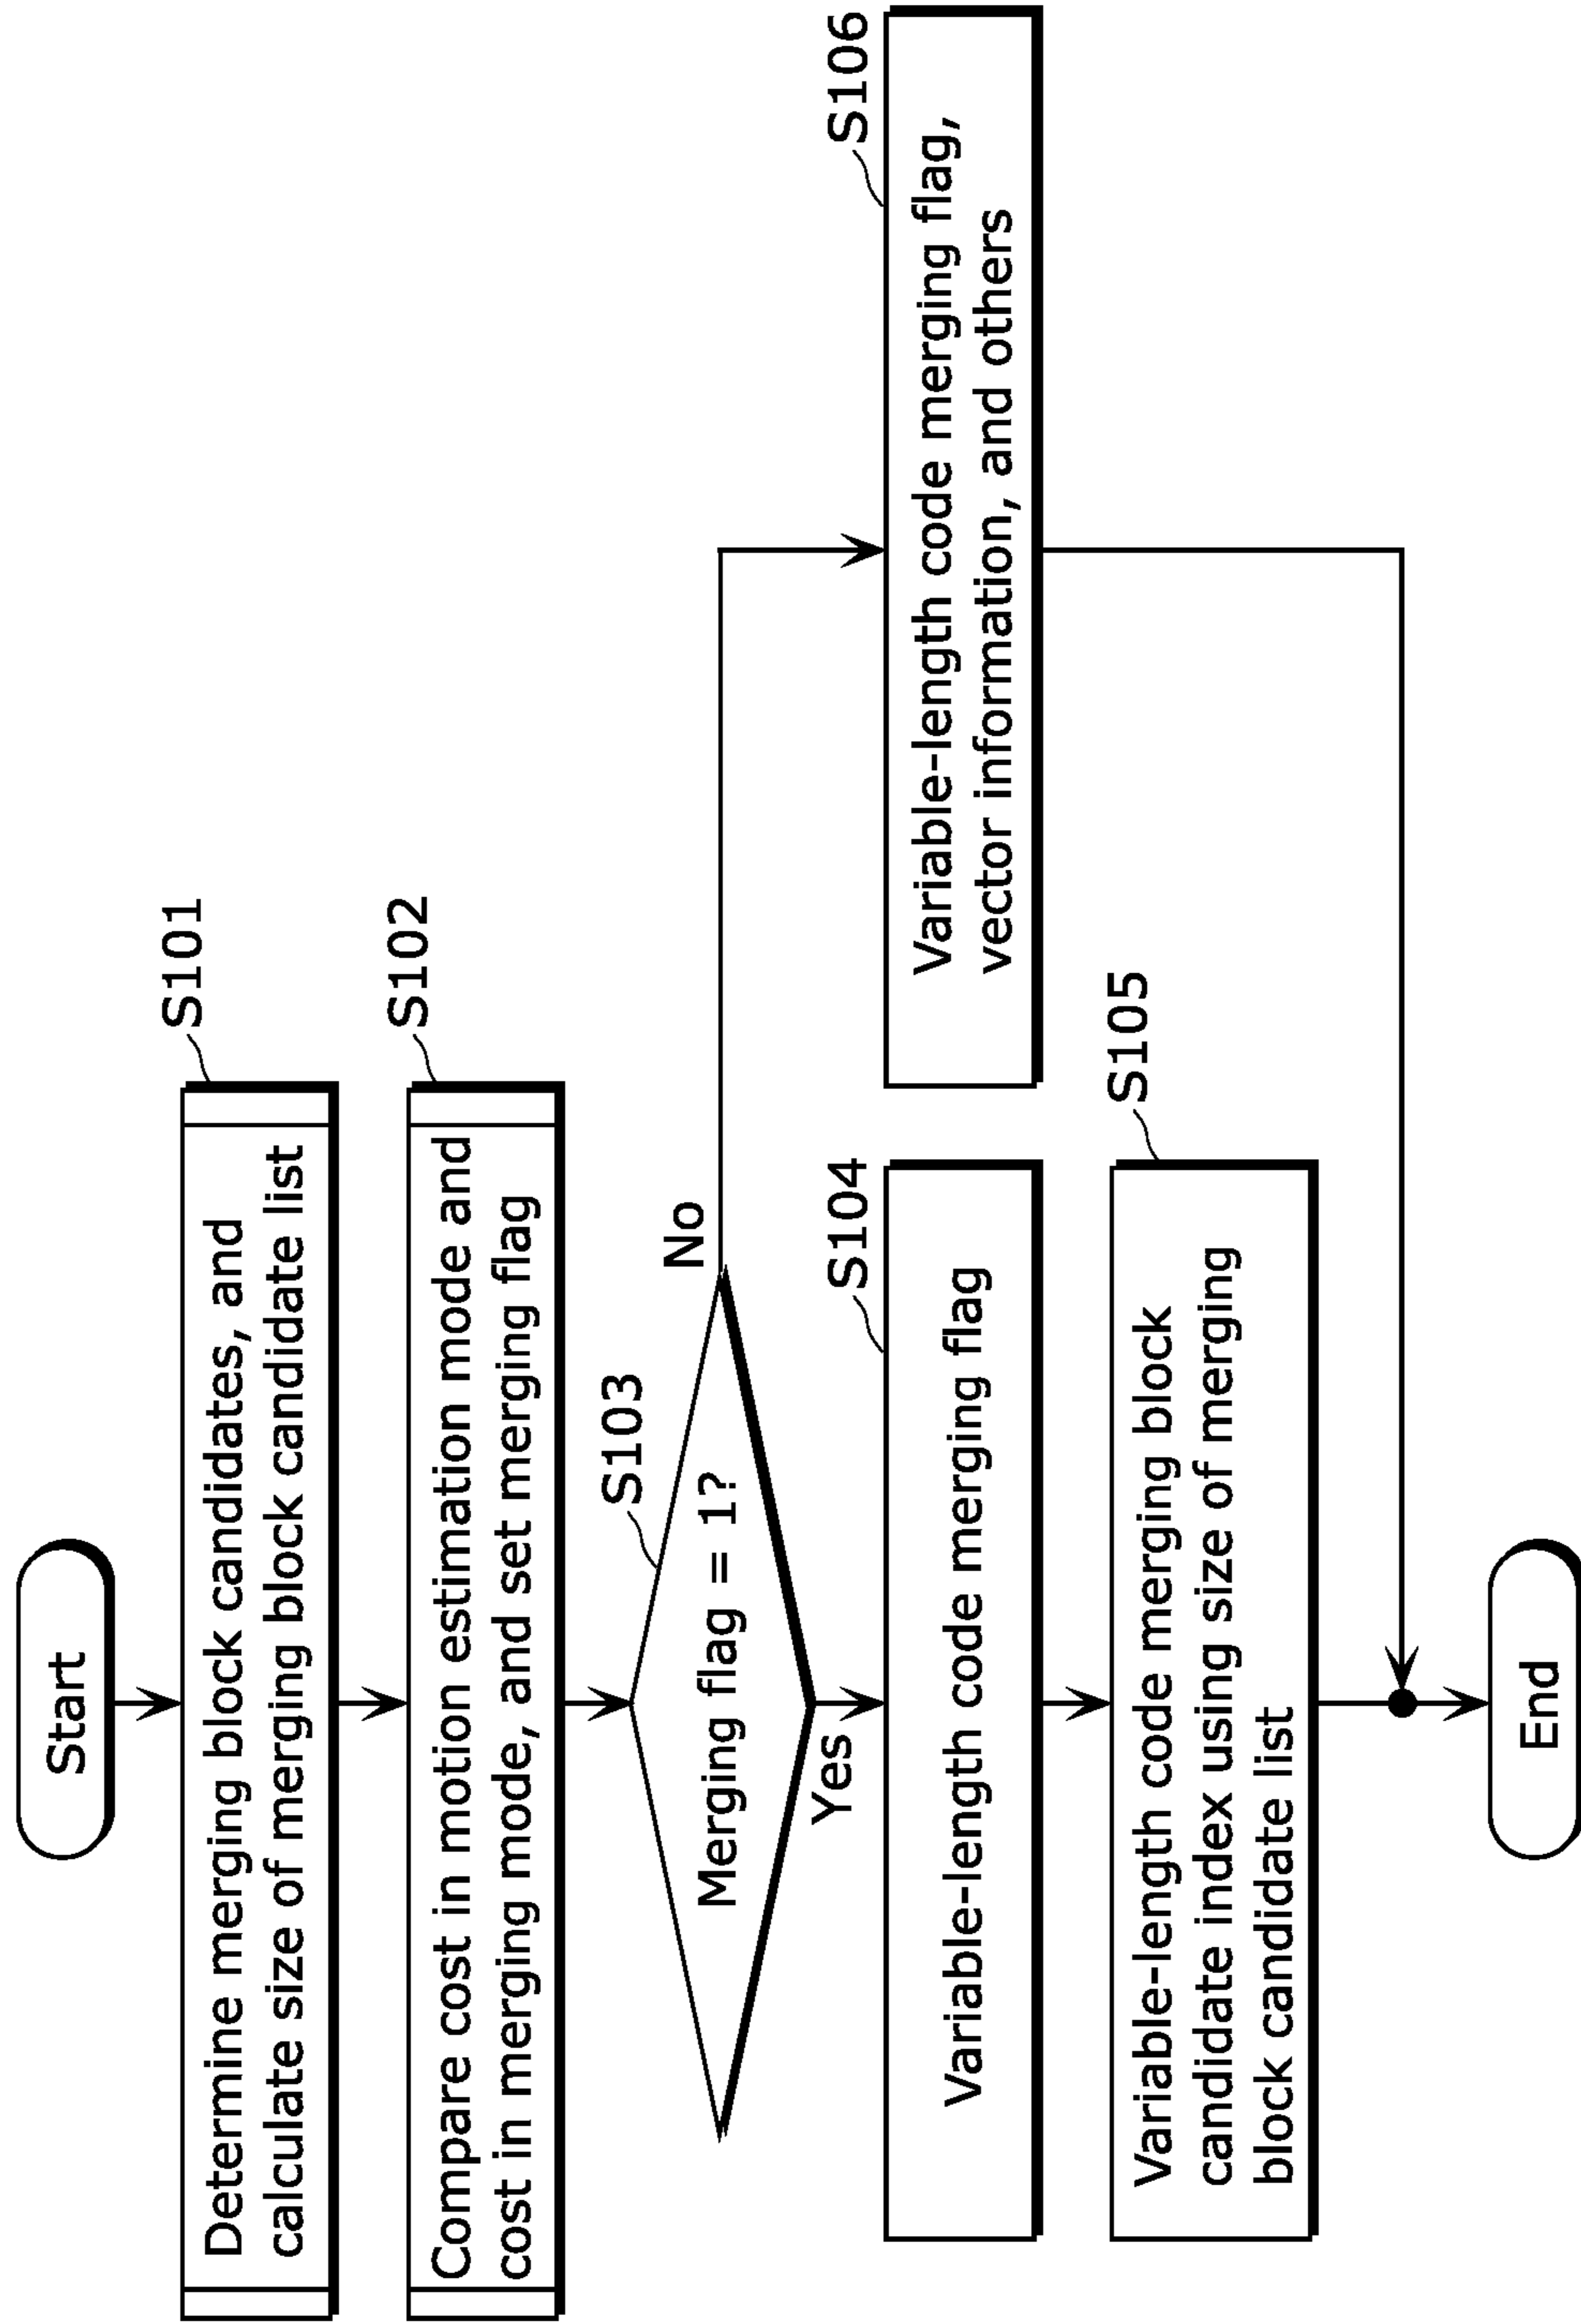 Start
S101
Determine merging block candidates, and
calculate size of merging block candidate list
S102
Compare cost in motion estimation mode and
cost in merging mode, and set merging flag
S103
Merging flag = 1?
No
Yes
S104
Variable-length code merging flag
S106
Variable-length code merging flag,
vector information, and others
S105
Variable-length code merging block
candidate index using size of merging
block candidate list
End